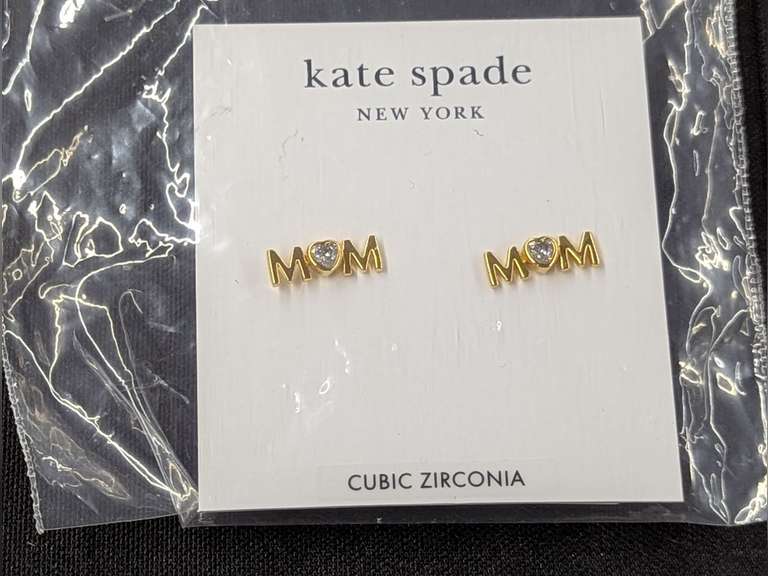 kate spade
NEW YORK
MOM MOM
CUBIC ZIRCONIA